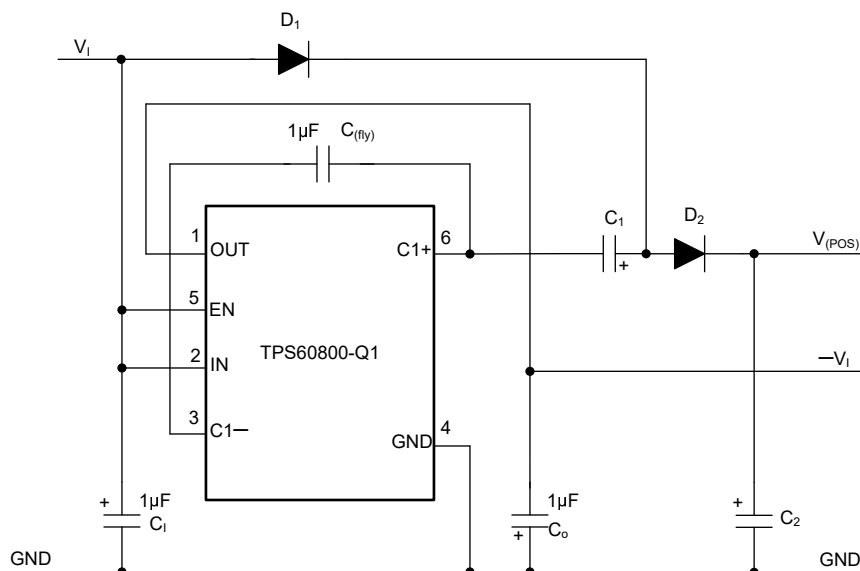 D1
VI
1µF C(fly)
C1 D2
1 OUT
C1+ 6
V(POS)
5 EN
TPS60800-Q1
2 IN
—VI
3 C1—
4
GND
+ 1µF
CI
1µF
+ Co
+ C2
+
GND
GND